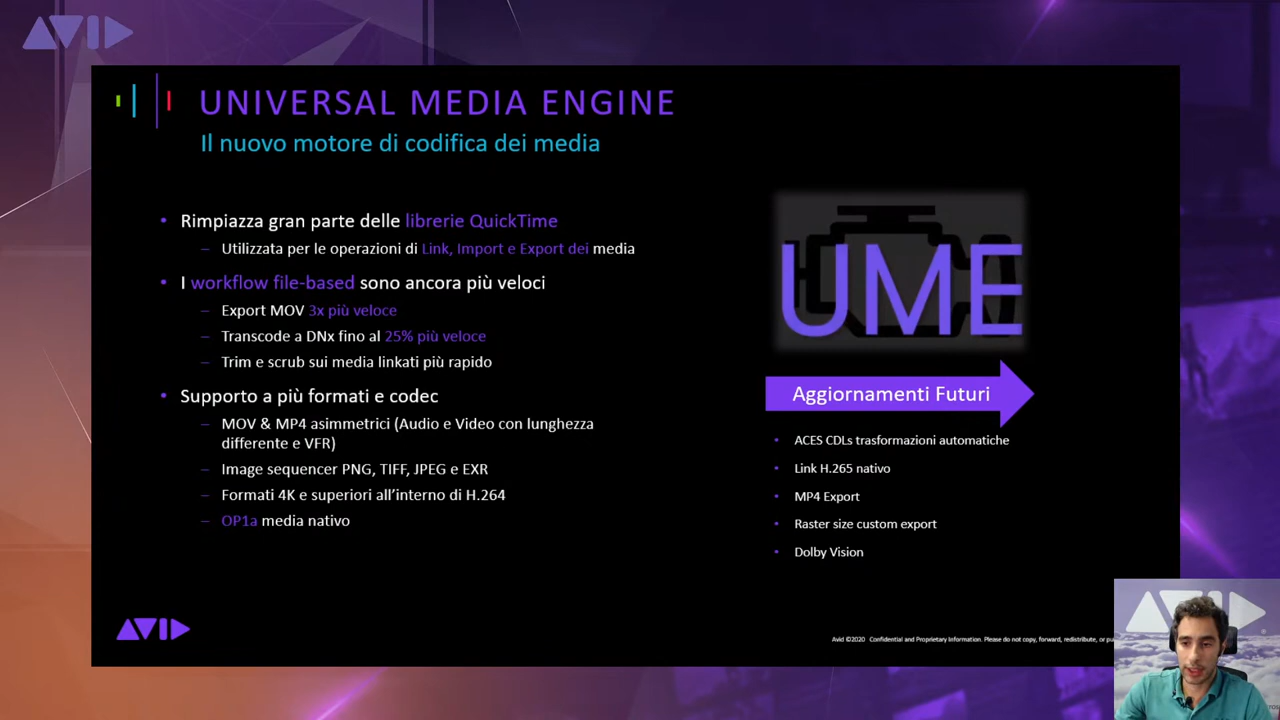 AVID
UNIVERSAL MEDIA ENGINE
Il nuovo motore di codifica dei media
• Rimpiazza gran parte delle librerie QuickTime
– Utilizzata per le operazioni di Link, Import e Export dei media
• I workflow file-based sono ancora più veloci
– Export MOV 3x più veloce
– Transcode a DNx fino al 25% più veloce
– Trim e scrub sui media linkati più rapido
• Supporto a più formati e codec
– MOV & MP4 asimmetrici (Audio e Video con lunghezza
differente e VFR)
– Image sequencer PNG, TIFF, JPEG e EXR
– Formati 4K e superiori all’interno di H.264
– OP1a media nativo
UME
Aggiornamenti Futuri
• ACES CDLs trasformazioni automatiche
• Link H.265 nativo
• MP4 Export
• Raster size custom export
• Dolby Vision
AVID
Avid ©2020 Confidential and Proprietary Information. Please do not copy, forward, redistribute, or
AVID